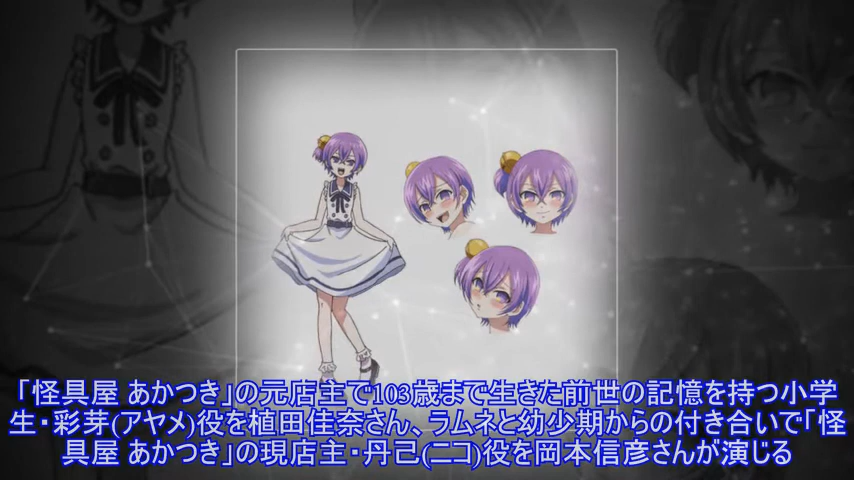 「怪具屋 あかつき」の元店主で103歳まで生きた前世の記憶を持つ小学
生・彩芽(アヤメ)役を植田佳奈さん、ラムネと幼少期からの付き合いで「怪
具屋 あかつき」の現店主・丹己(ニコ)役を岡本信彦さんが演じる